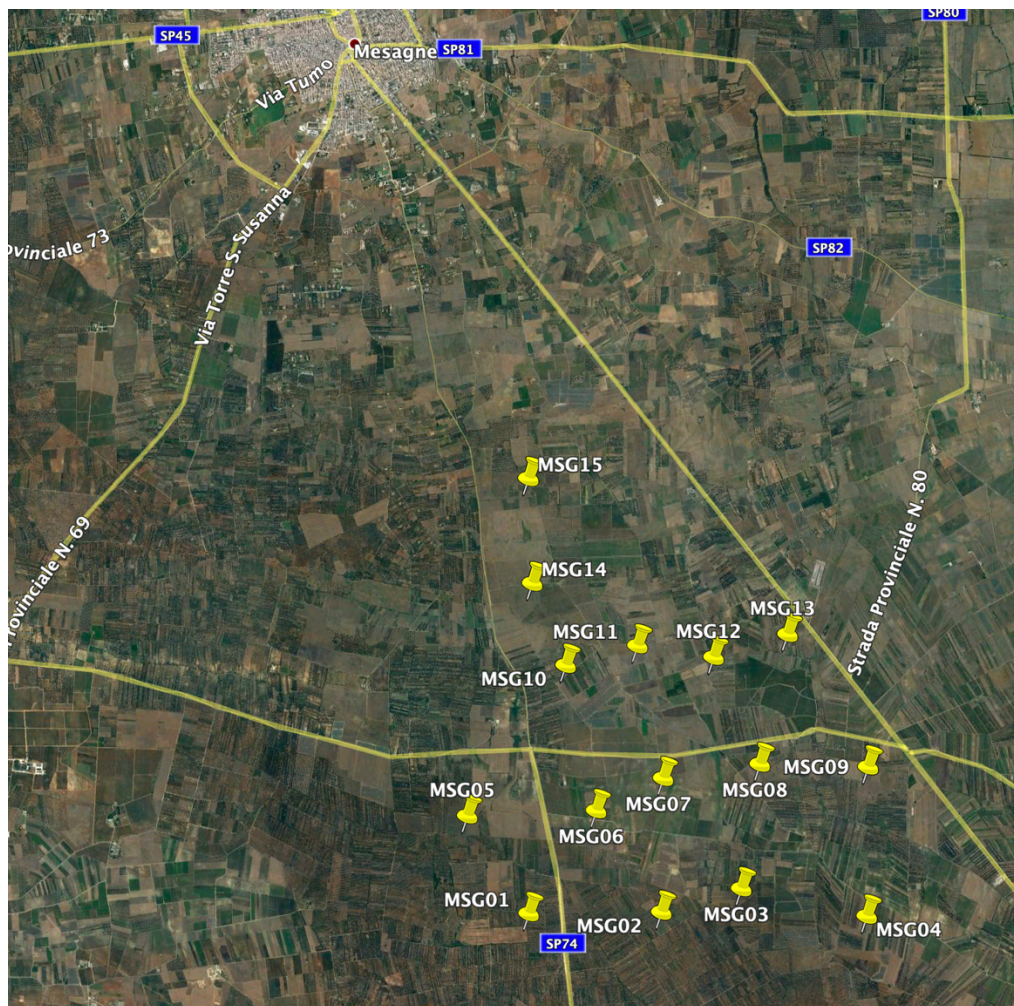 SP80
SP45
Mesagne
SP81
Via Tumo
ovinciale 73
Via Torre S. Susanna
SP82
MSG15
Strada Provinciale N. 80
Provinciale N. 69
MSG14
MSG13
MSG11
MSG12
MSG10
MSG09
MSG08
MSG05
MSG07
MSG06
MSG01
MSG03
MSG02
MSG04
SP74